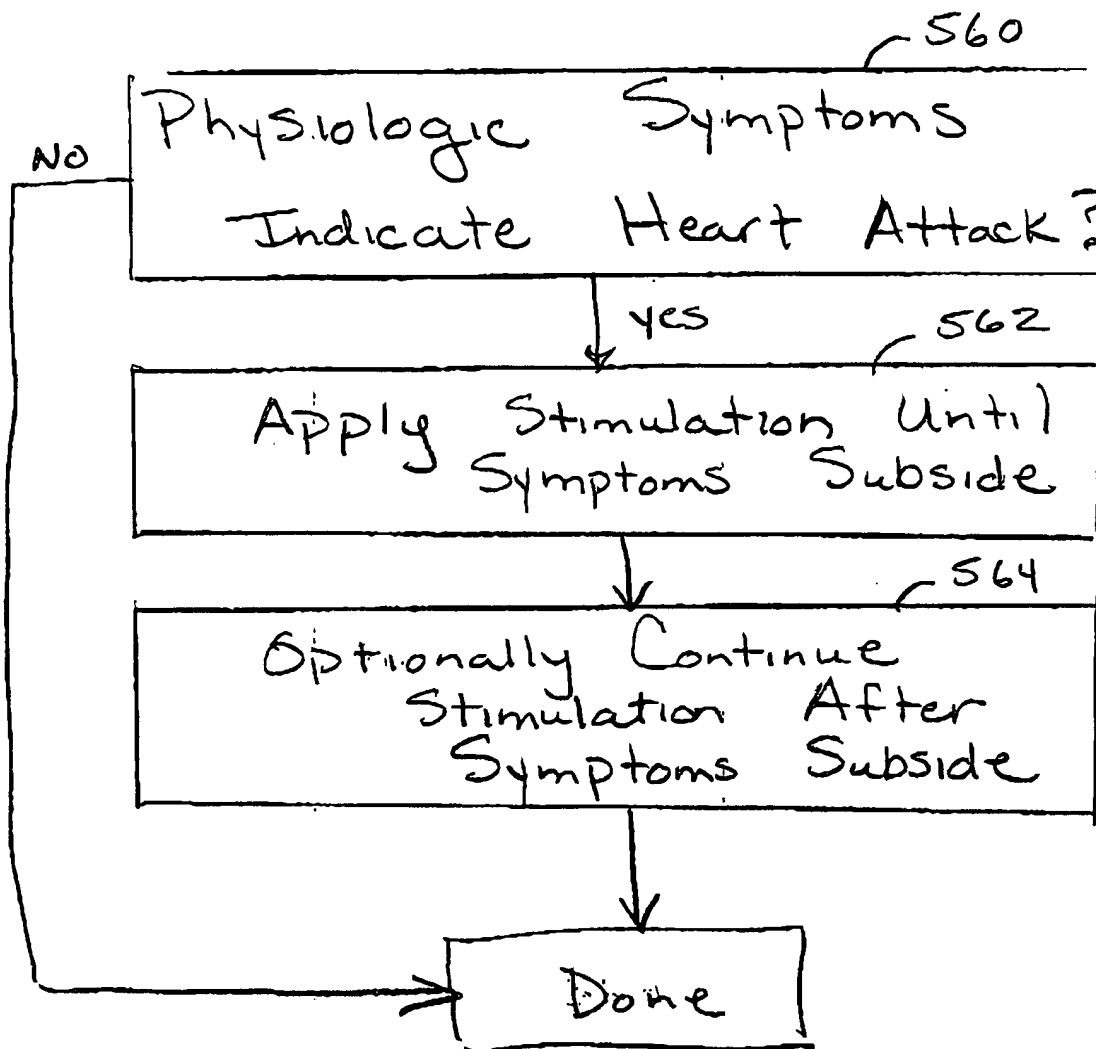 560
Physiologic Symptoms
NO
Indicate Heart Attack?
yes
562
Apply Stimulation Until
Symptoms Subside
564
Optionally Continue
Stimulation After
Symptoms Subside
Done